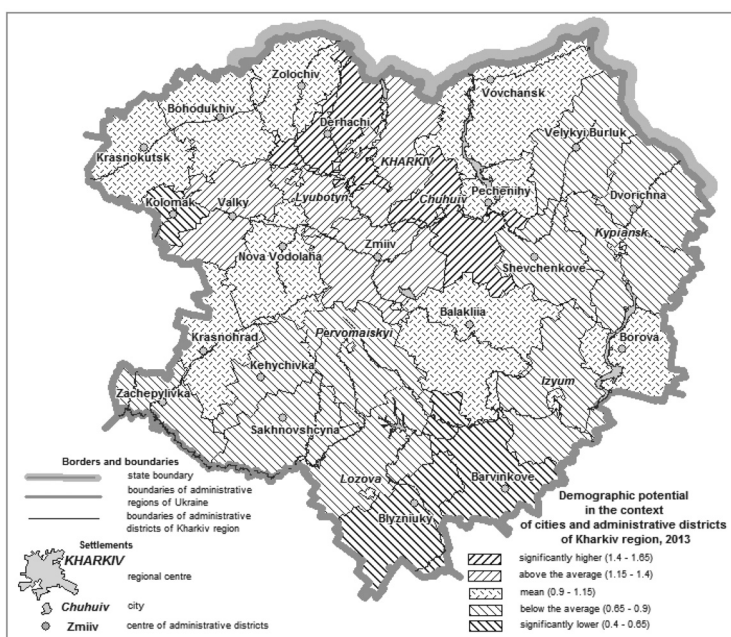 Zolochiv
Vovchansk
Bohodukhiv
Derhachi
Velykyi Burluk
Krasnokutsk
KHARKIV
Pechenihy
Dvorichna
Kolomak
Valky
Lyubotyn
Chuhuiv
Kypiansk
Zmiiv
Nova Vodolaha
Shevchenkove
Balakliia
Krasnohrad
Pervomaiskyi
Borova
Kehychivka
Izyum
Zachepylivka
Sakhnovshcyna
Lozova
Barvinkove
Blyzniuky
Borders and boundaries
state boundary
boundaries of administrative
regions of Ukraine
boundaries of administrative
districts of Kharkiv region
Settlements
KHARKIV
regional centre
Chuhuiv city
Zmiiv centre of administrative districts
Demographic potential
in the context
of cities and administrative districts
of Kharkiv region, 2013
significantly higher (1.4 - 1.65)
above the average (1.15 - 1.4)
mean (0.9 - 1.15)
below the average (0.65 - 0.9)
significantly lower (0.4 - 0.65)